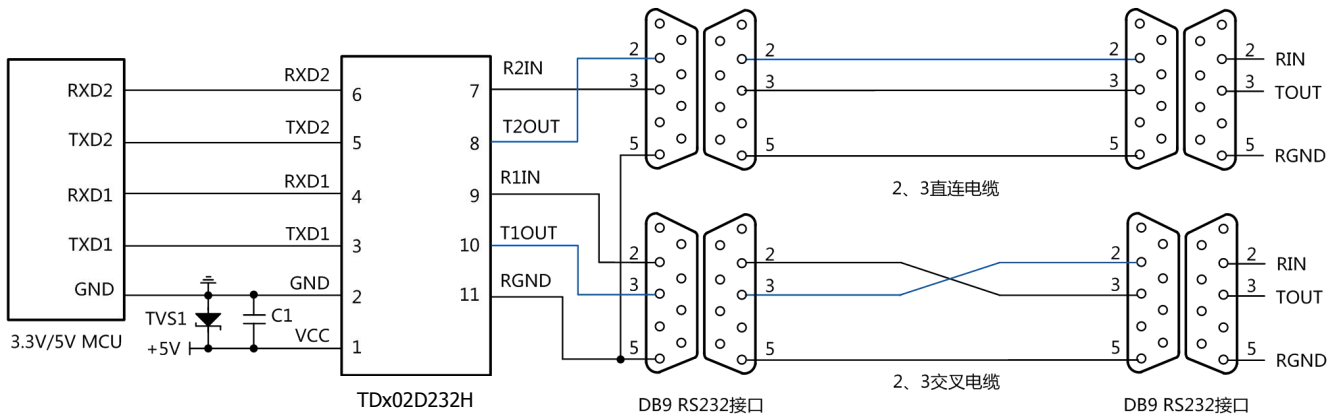 RXD2
TXD2
RXD1
TXD1
GND
3.3V/5V MCU
RXD2
TXD2
RXD1
TXD1
GND
VCC
TVS1
C1
+5V
6
5
4
3
2
1
7
8
9
10
11
TDx02D232H
R2IN
T2OUT
R1IN
T1OUT
RGND
2
3
5
2
3
5
2
3
5
2 RIN
3 TOUT
5 RGND
2、3直连电缆
2
3
5
2
3
5
2
3
5
2 RIN
3 TOUT
5 RGND
2、3交叉电缆
DB9 RS232接口
DB9 RS232接口